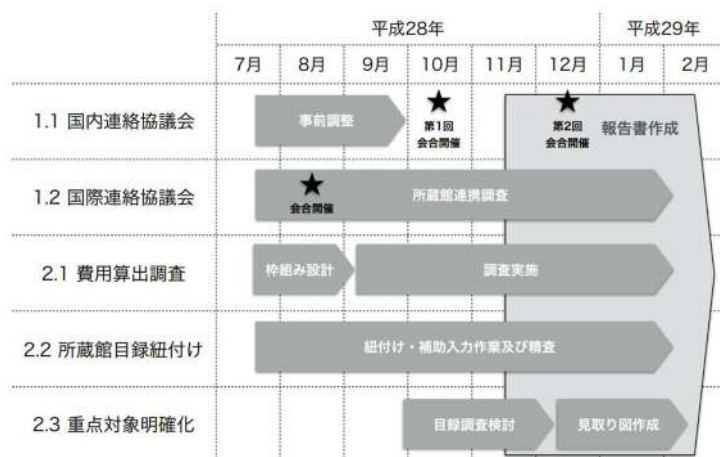 平成28年 平成29年
7月 8月 9月 10月 11月 12月 1月 2月
1.1 国内連絡協議会
事前調整
第1回
会合開催
第2回
会合開催
報告書作成
1.2 国際連絡協議会
会合開催
所蔵館連携調査
2.1 費用算出調査
枠組み設計
調査実施
2.2 所蔵館目録紐付け
紐付け・補助入力作業及び精査
2.3 重点対象明確化
目録調査検討
見取り図作成